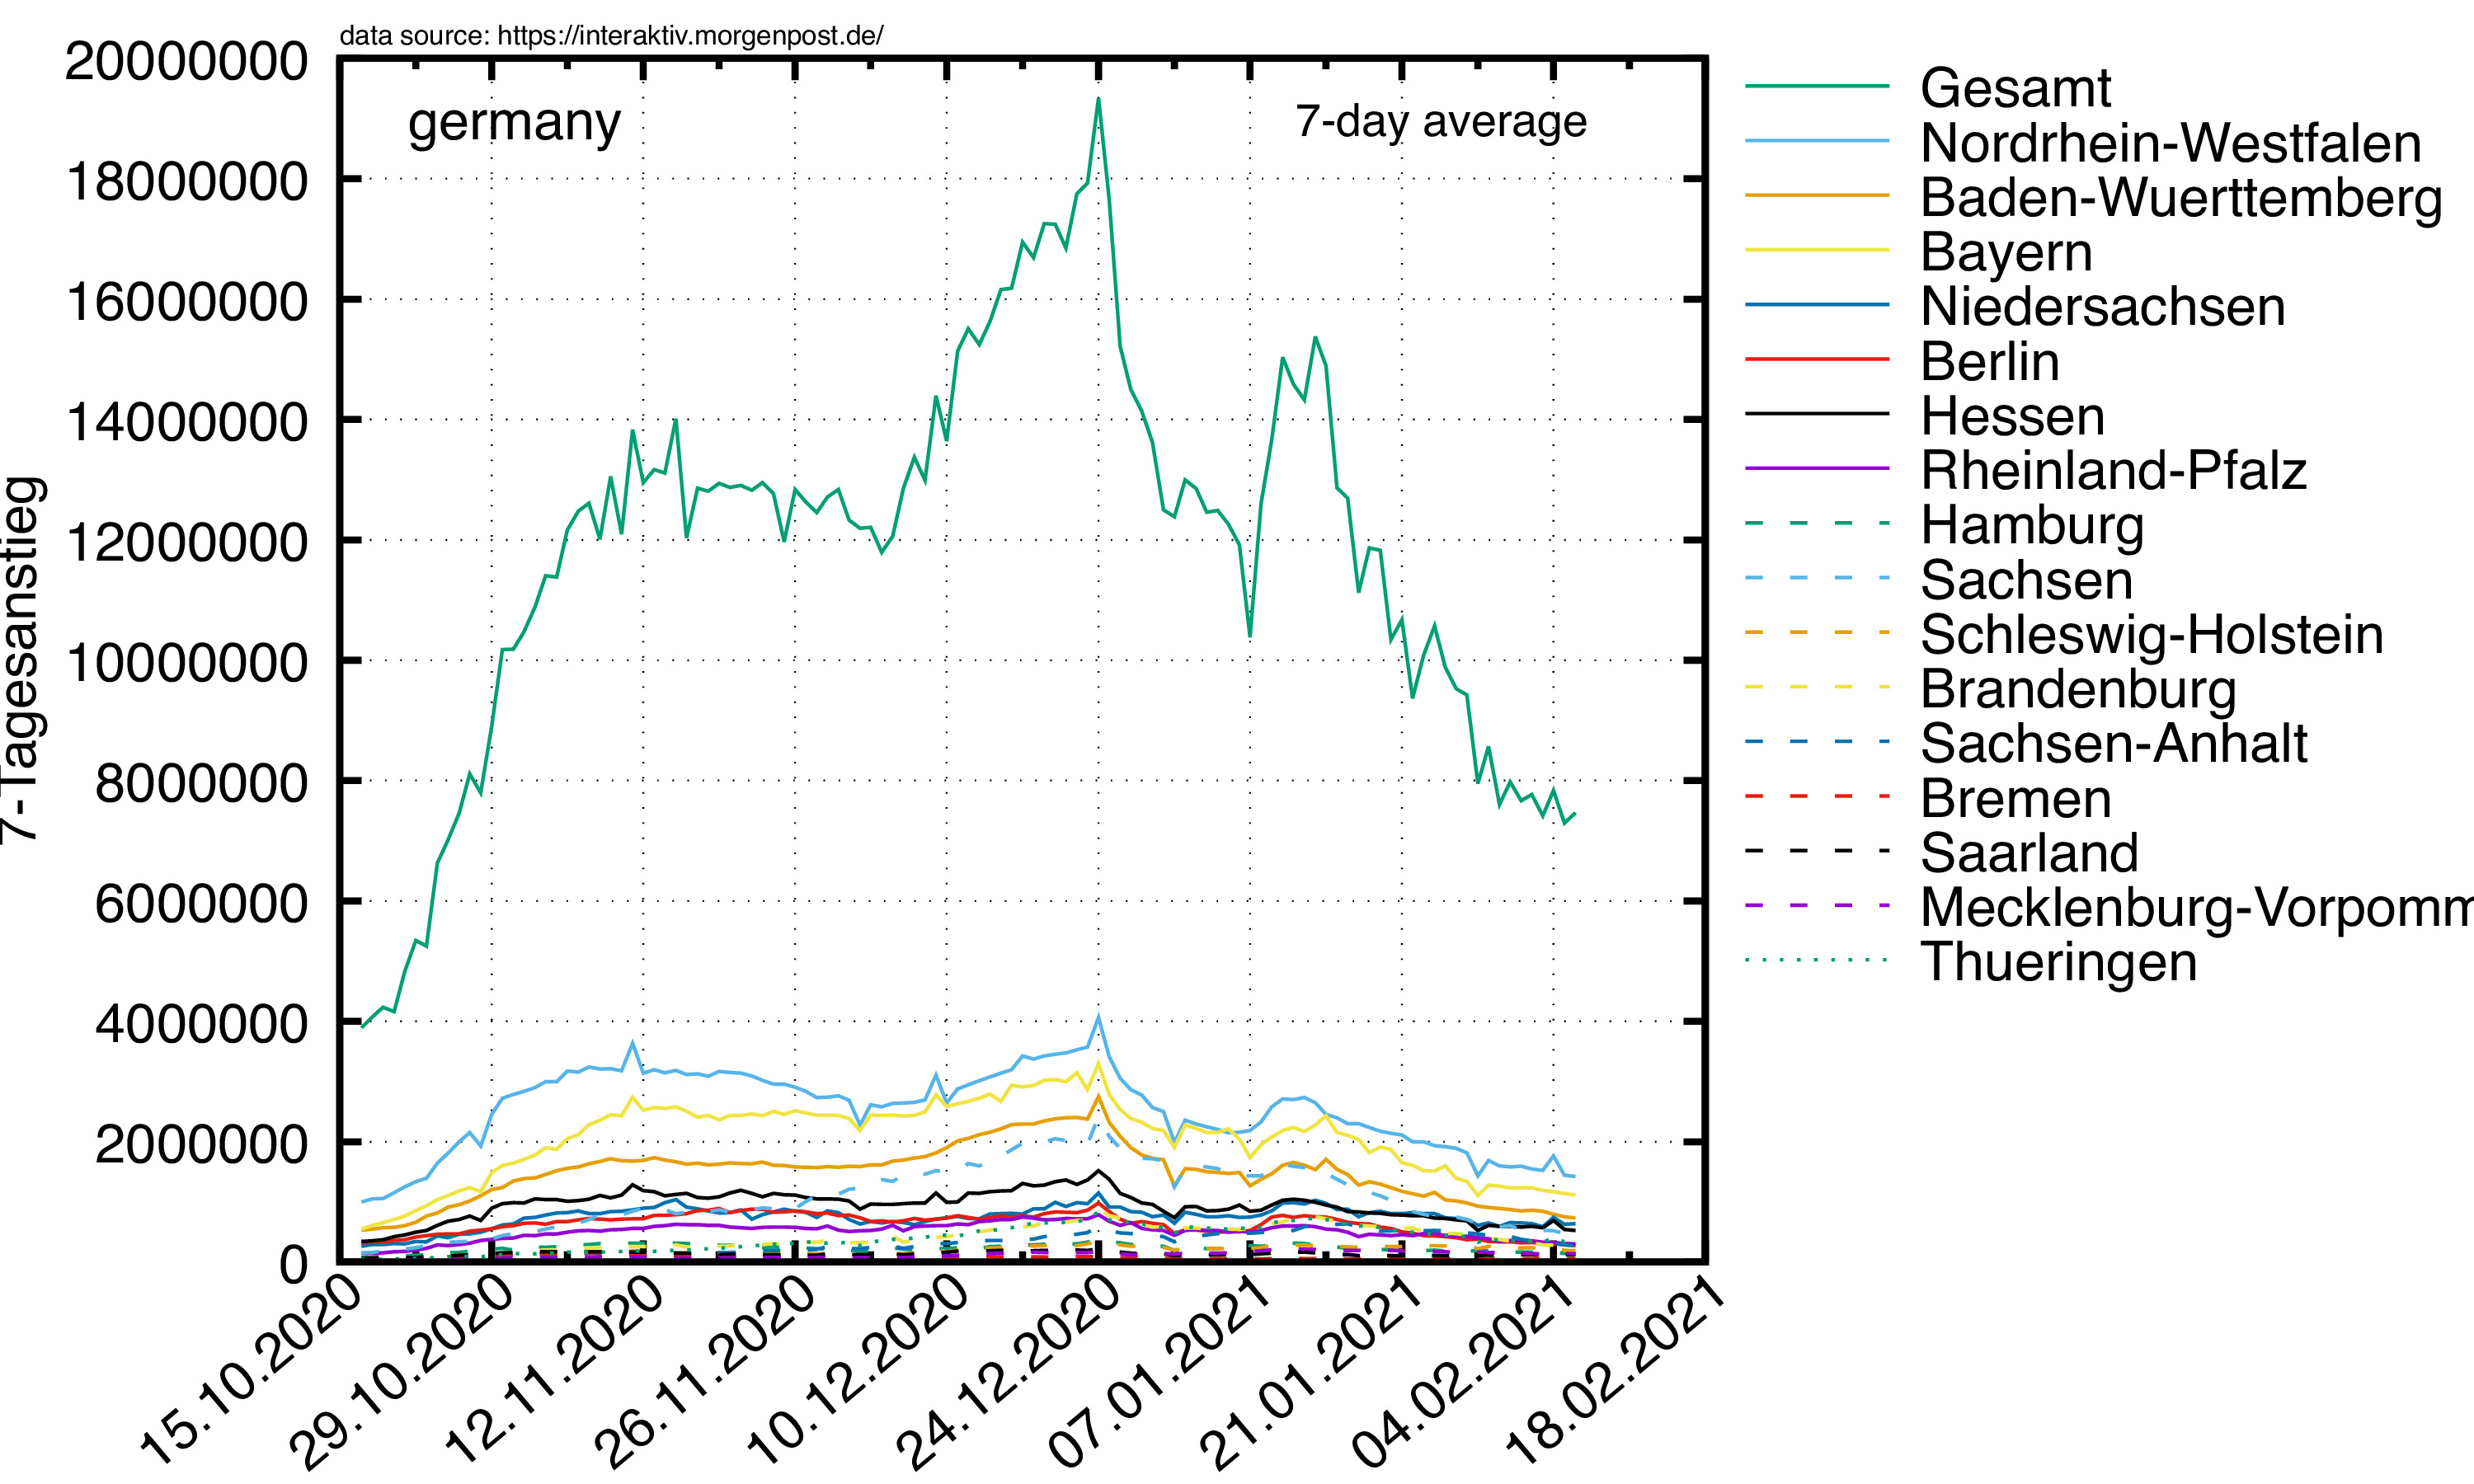 data source: https://interaktiv.morgenpost.de/
germany
7-day average
7-Tagesanstieg
20000000
18000000
16000000
14000000
12000000
10000000
8000000
6000000
4000000
2000000
0
15.10.2020
29.10.2020
12.11.2020
26.11.2020
10.12.2020
24.12.2020
07.01.2021
21.01.2021
04.02.2021
18.02.2021
Gesamt
Nordrhein-Westfalen
Baden-Wuerttemberg
Bayern
Niedersachsen
Berlin
Hessen
Rheinland-Pfalz
Hamburg
Sachsen
Schleswig-Holstein
Brandenburg
Sachsen-Anhalt
Bremen
Saarland
Mecklenburg-Vorpomm
Thueringen